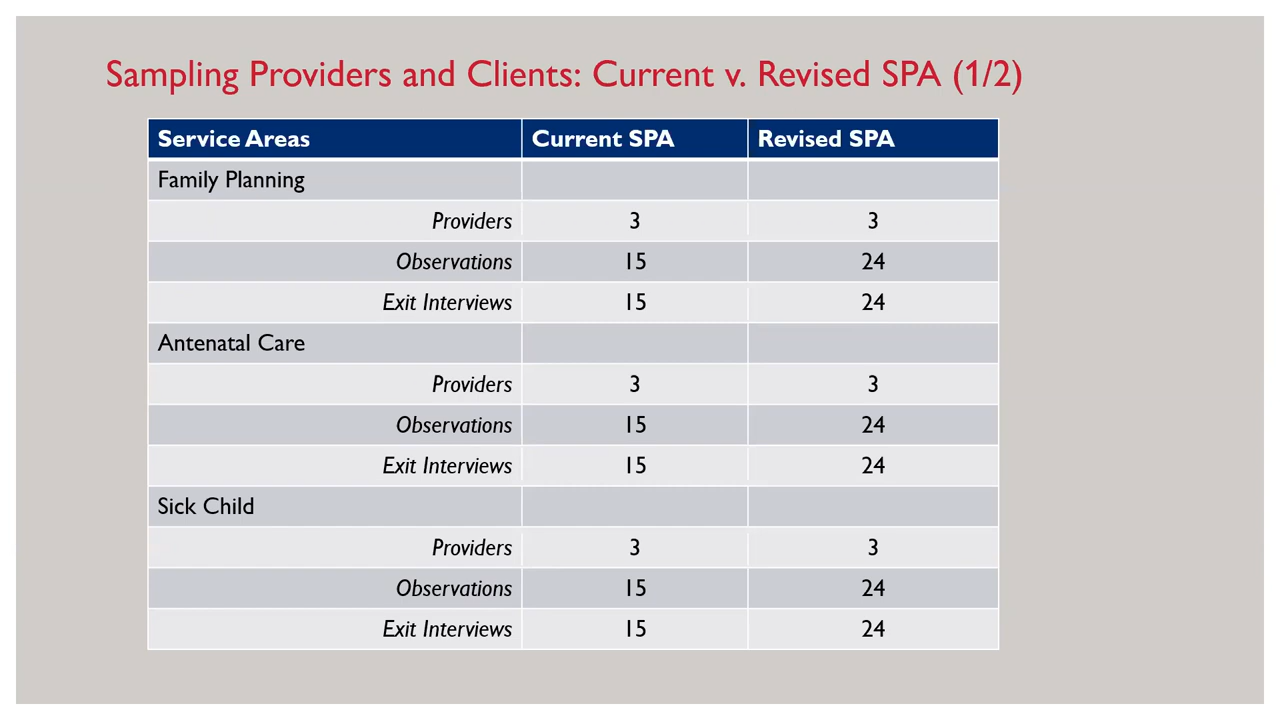 Sampling Providers and Clients: Current v. Revised SPA (1/2)
Service Areas Current SPA Revised SPA
Family Planning
Providers 3 3
Observations 15 24
Exit Interviews 15 24
Antenatal Care
Providers 3 3
Observations 15 24
Exit Interviews 15 24
Sick Child
Providers 3 3
Observations 15 24
Exit Interviews 15 24